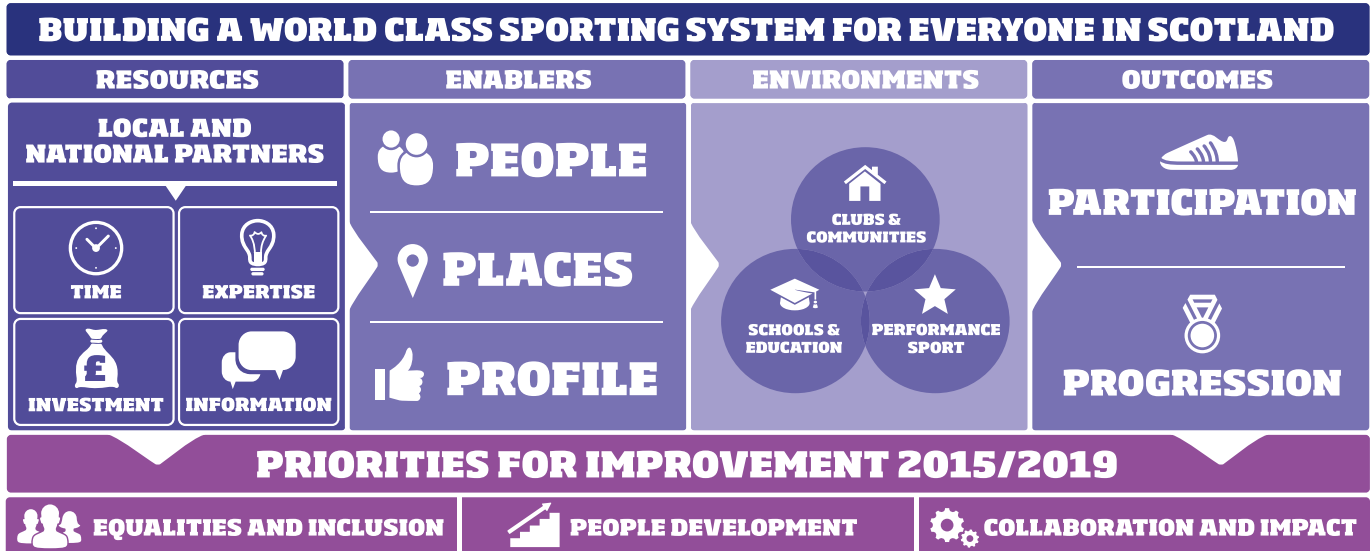 BUILDING A WORLD CLASS SPORTING SYSTEM FOR EVERYONE IN SCOTLAND
RESOURCES
LOCAL AND
NATIONAL PARTNERS
TIME
EXPERTISE
£
INVESTMENT
INFORMATION
ENABLERS
PEOPLE
PLACES
PROFILE
ENVIRONMENTS
CLUBS &
COMMUNITIES
SCHOOLS &
EDUCATION
PERFORMANCE
SPORT
OUTCOMES
PARTICIPATION
PROGRESSION
PRIORITIES FOR IMPROVEMENT 2015/2019
EQUALITIES AND INCLUSION
PEOPLE DEVELOPMENT
COLLABORATION AND IMPACT